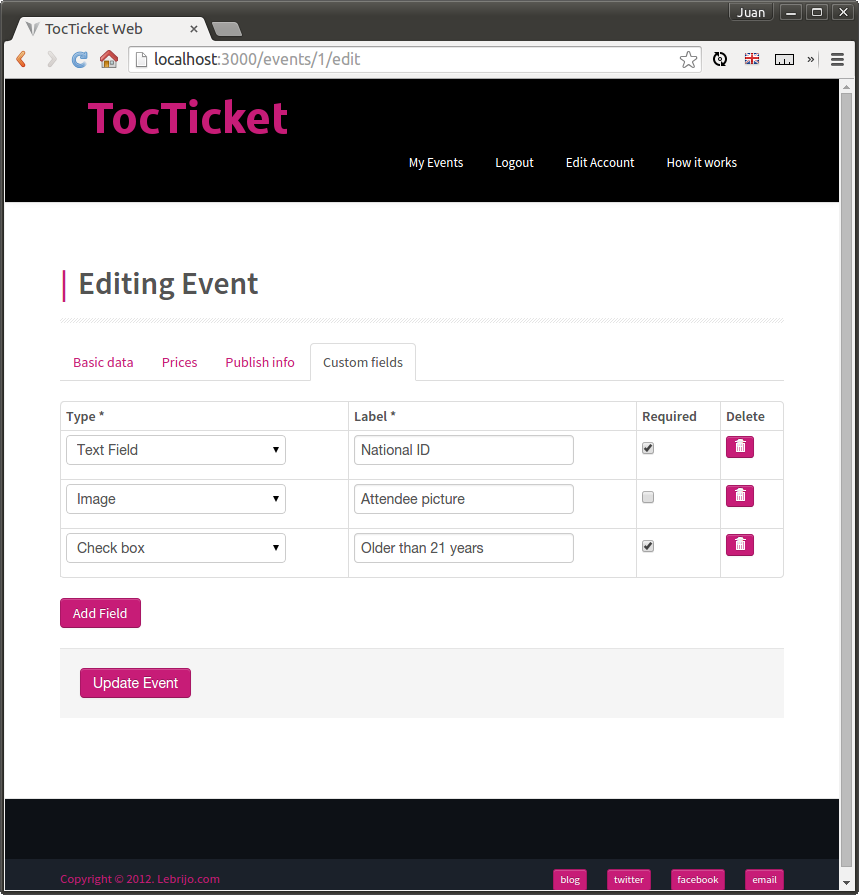 Juan
TocTicket Web
localhost:3000/events/1/edit
TocTicket
My Events Logout Edit Account How it works
Editing Event
Basic data Prices Publish info Custom fields
Type * Label * Required Delete
Text Field National ID
Image Attendee picture
Check box Older than 21 years
Add Field
Update Event
Copyright © 2012. Lebrijo.com blog twitter facebook email